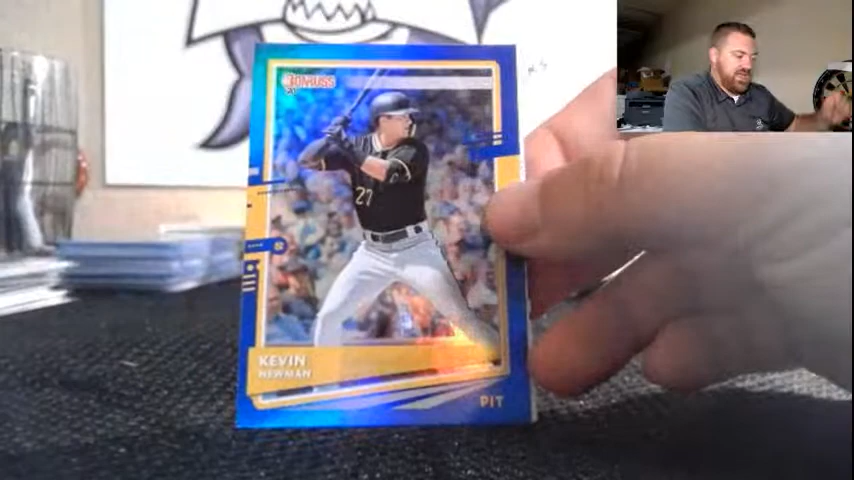 DONRUSS
27
KEVIN
NEWMAN
PIT